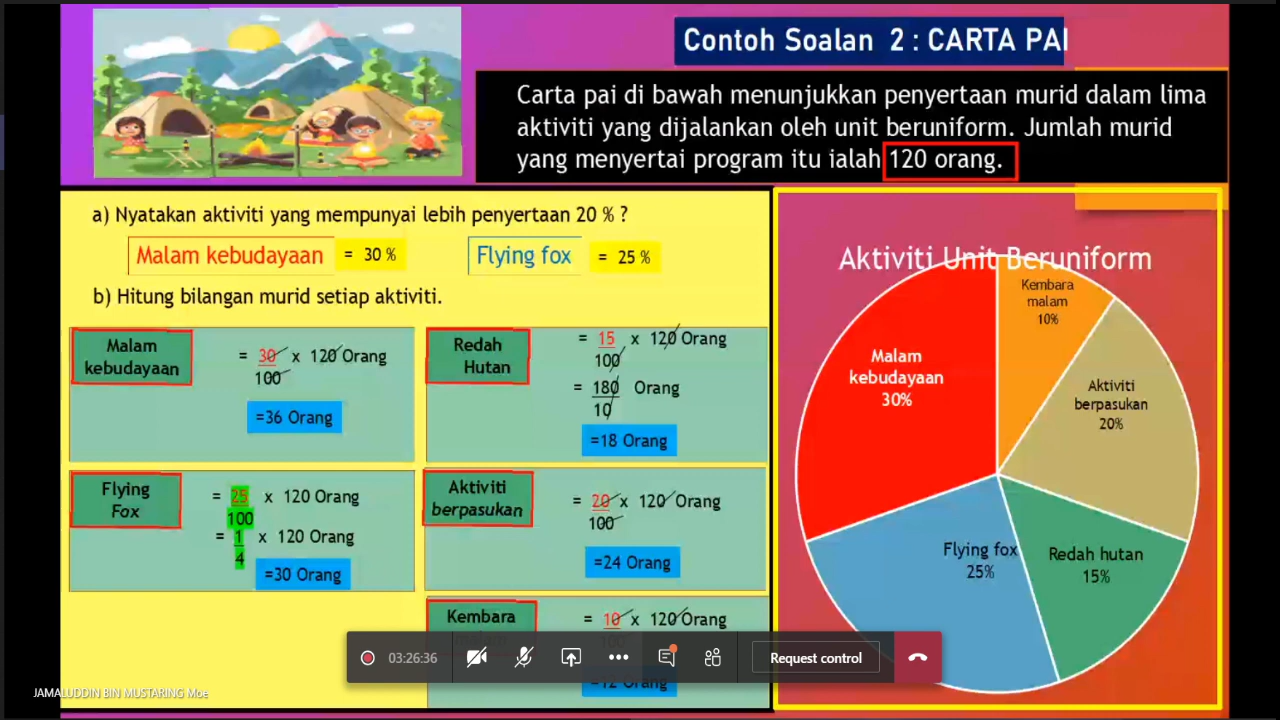 Contoh Soalan 2 : CARTA PAI
Carta pai di bawah menunjukkan penyertaan murid dalam lima
aktiviti yang dijalankan oleh unit beruniform. Jumlah murid
yang menyertai program itu ialah 120 orang.
a) Nyatakan aktiviti yang mempunyai lebih penyertaan 20 % ?
Malam kebudayaan = 30 %
Flying fox = 25 %
b) Hitung bilangan murid setiap aktiviti.
Malam
kebudayaan
= 30 x 120 Orang
100
=36 Orang
Redah
Hutan
= 15 x 120 Orang
100
= 180 Orang
10
=18 Orang
Flying
Fox
= 25 x 120 Orang
100
= 1 x 120 Orang
4
=30 Orang
Aktiviti
berpasukan
= 20 x 120 Orang
100
=24 Orang
Kembara
= 10 x 120 Orang
=12 Orang
Aktiviti Unit Beruniform
Kembara
malam
10%
Malam
kebudayaan
30%
Aktiviti
berpasukan
20%
Flying fox
25%
Redah hutan
15%
03:26:36
Request control
JAMALUDDIN BIN MUSTARING Moe